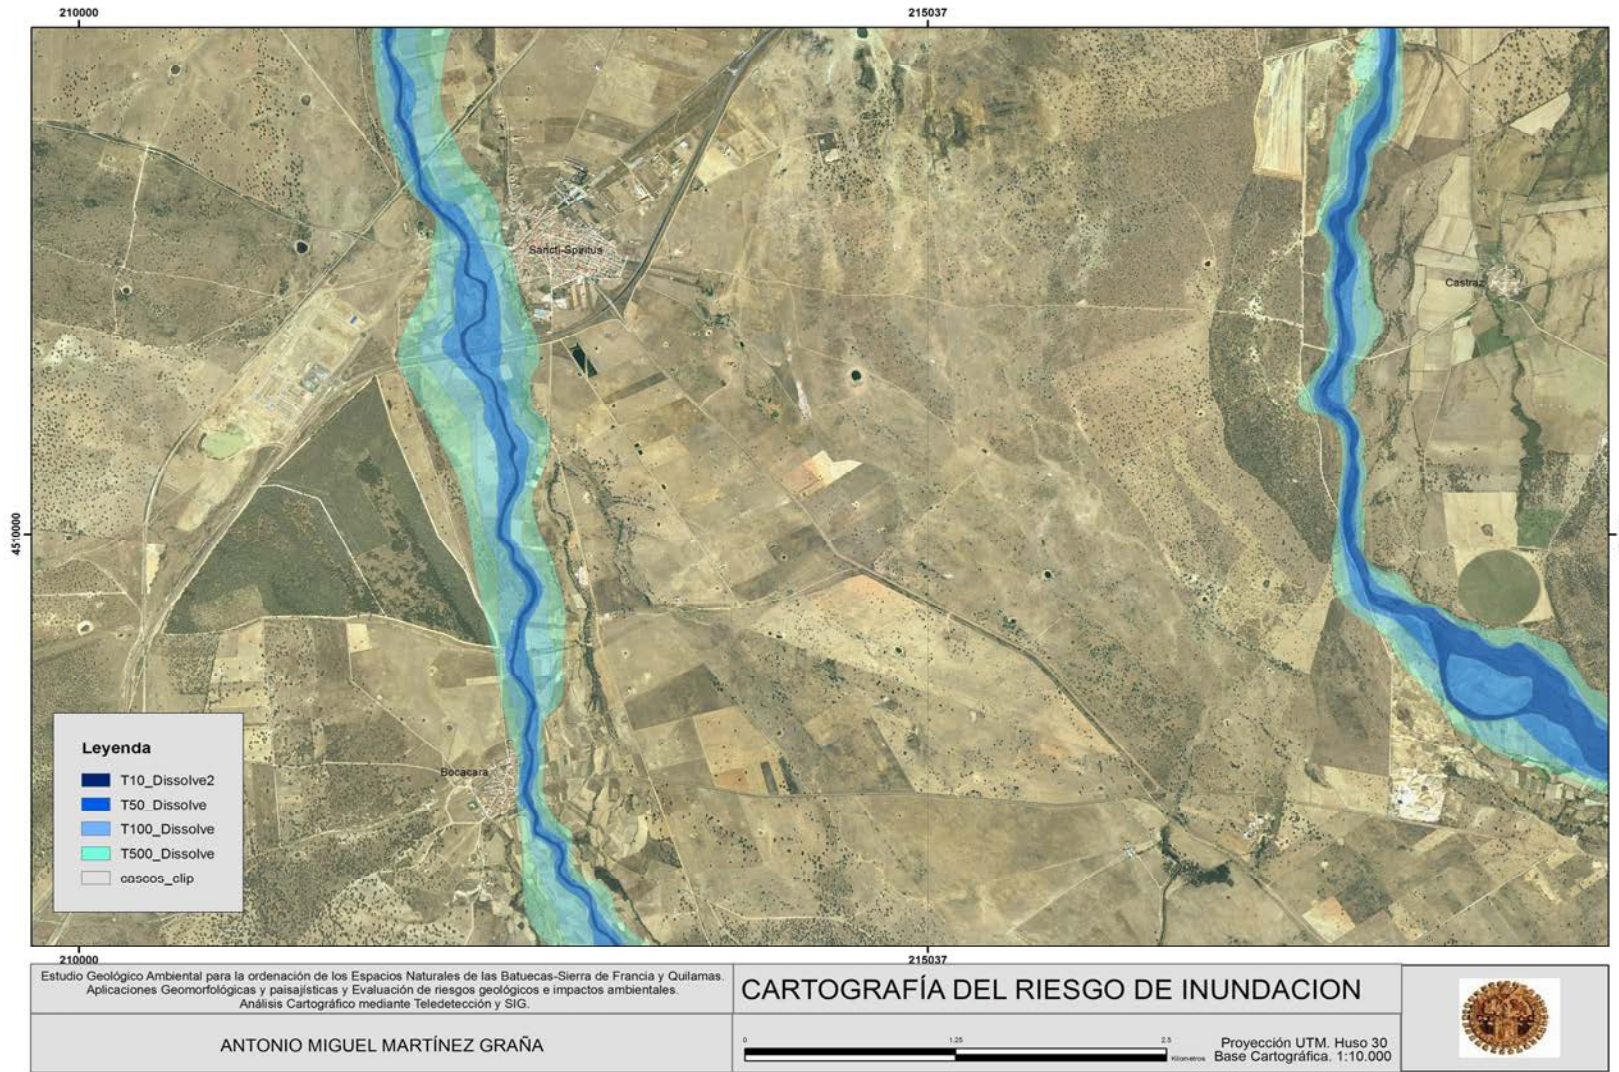 210000
215037
Sancti-Spiritus
Castraz
4510000
Bocacara
Leyenda
T10_Dissolve2
T50_Dissolve
T100_Dissolve
T500_Dissolve
cascos_clip
210000
215037
Estudio Geológico Ambiental para la ordenación de los Espacios Naturales de las Batuecas-Sierra de Francia y Quilamas.
Aplicaciones Geomorfológicas y paisajísticas y Evaluación de riesgos geológicos e impactos ambientales.
Análisis Cartográfico mediante Teledetección y SIG.
CARTOGRAFÍA DEL RIESGO DE INUNDACION
ANTONIO MIGUEL MARTÍNEZ GRAÑA
0 1.25 2.5
Kilometros
Proyección UTM. Huso 30
Base Cartográfica. 1:10.000